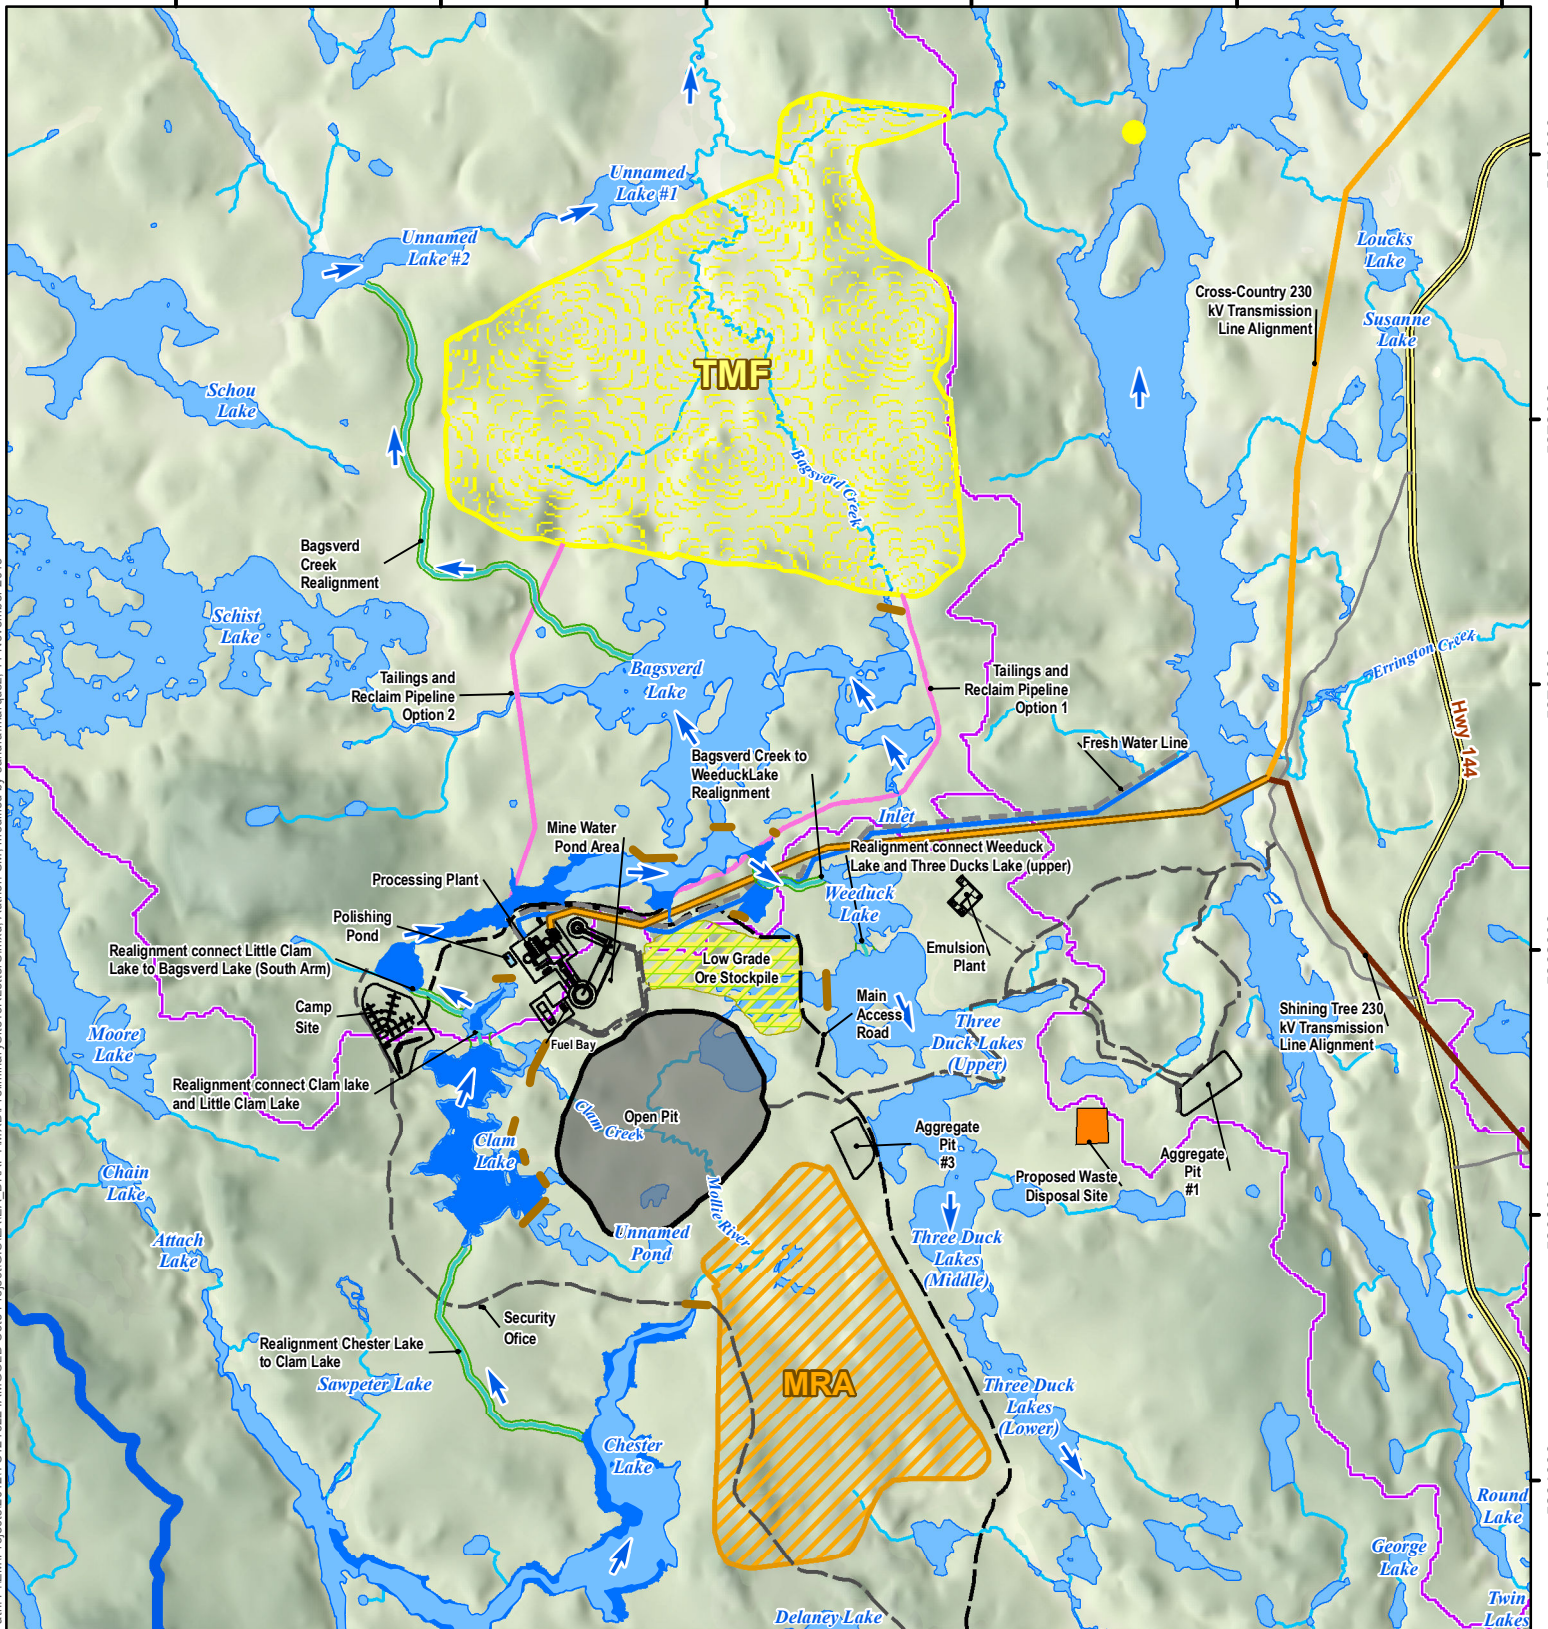 Unnamed
Lake #1
Unnamed
Lake #2
Loucks
Lake
Cross-Country 230
kV Transmission
Line Alignment
Susanne
Lake
TMF
Schou
Lake
Bagsverd Creek
Bagsverd
Creek
Realignment
Schist
Lake
Errington Creek
Bagsverd
Lake
Tailings and
Reclaim Pipeline
Option 2
Tailings and
Reclaim Pipeline
Option 1
Hwy 144
Fresh Water Line
Bagsverd Creek to
WeeduckLake
Realignment
Inlet
Mine Water
Pond Area
Realignment connect Weeduck
Lake and Three Ducks Lake (upper)
Processing Plant
Weeduck
Lake
Polishing
Pond
Emulsion
Plant
Realignment connect Little Clam
Lake to Bagsverd Lake (South Arm)
Low Grade
Ore Stockpile
Camp
Site
Main
Access
Road
Shining Tree 230
kV Transmission
Line Alignment
Three
Duck Lakes
(Upper)
Moore
Lake
Fuel Bay
Realignment connect Clam lake
and Little Clam Lake
Clam Creek
Open Pit
Aggregate
Pit
#3
Clam
Lake
Aggregate
Pit
#1
Proposed Waste
Disposal Site
Chain
Lake
Mollie River
Attach
Lake
Unnamed
Pond
Three Duck
Lakes
(Middle)
Security
Ofice
Realignment Chester Lake
to Clam Lake
Sawpeter Lake
MRA
Three Duck
Lakes
(Lower)
Chester
Lake
Round
Lake
George
Lake
Twin
Lakes
Delaney Lake